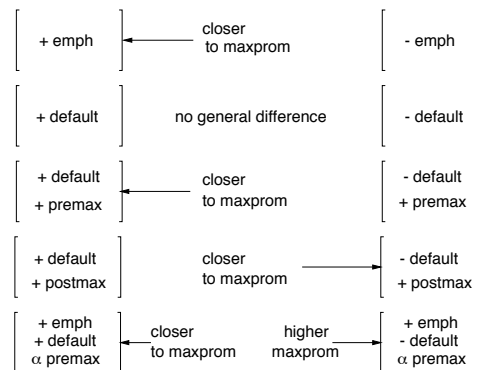 + emph
closer
to maxprom
- emph
+ default
no general difference
- default
+ default
+ premax
closer
to maxprom
- default
+ premax
+ default
+ postmax
closer
to maxprom
- default
+ postmax
+ emph
+ default
α premax
closer
to maxprom
higher
maxprom
+ emph
- default
α premax